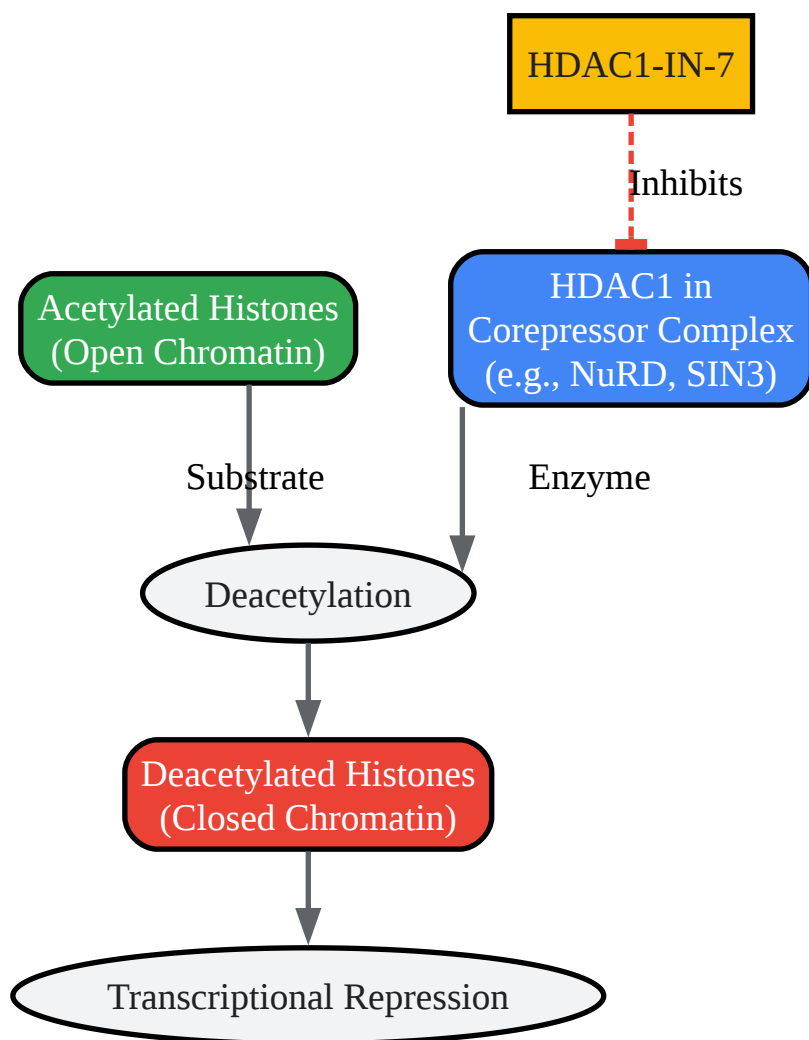 HDAC1-IN-7
Inhibits
Acetylated Histones
(Open Chromatin)
HDAC1 in
Corepressor Complex
(e.g., NuRD, SIN3)
Substrate
Enzyme
Deacetylation
Deacetylated Histones
(Closed Chromatin)
Transcriptional Repression